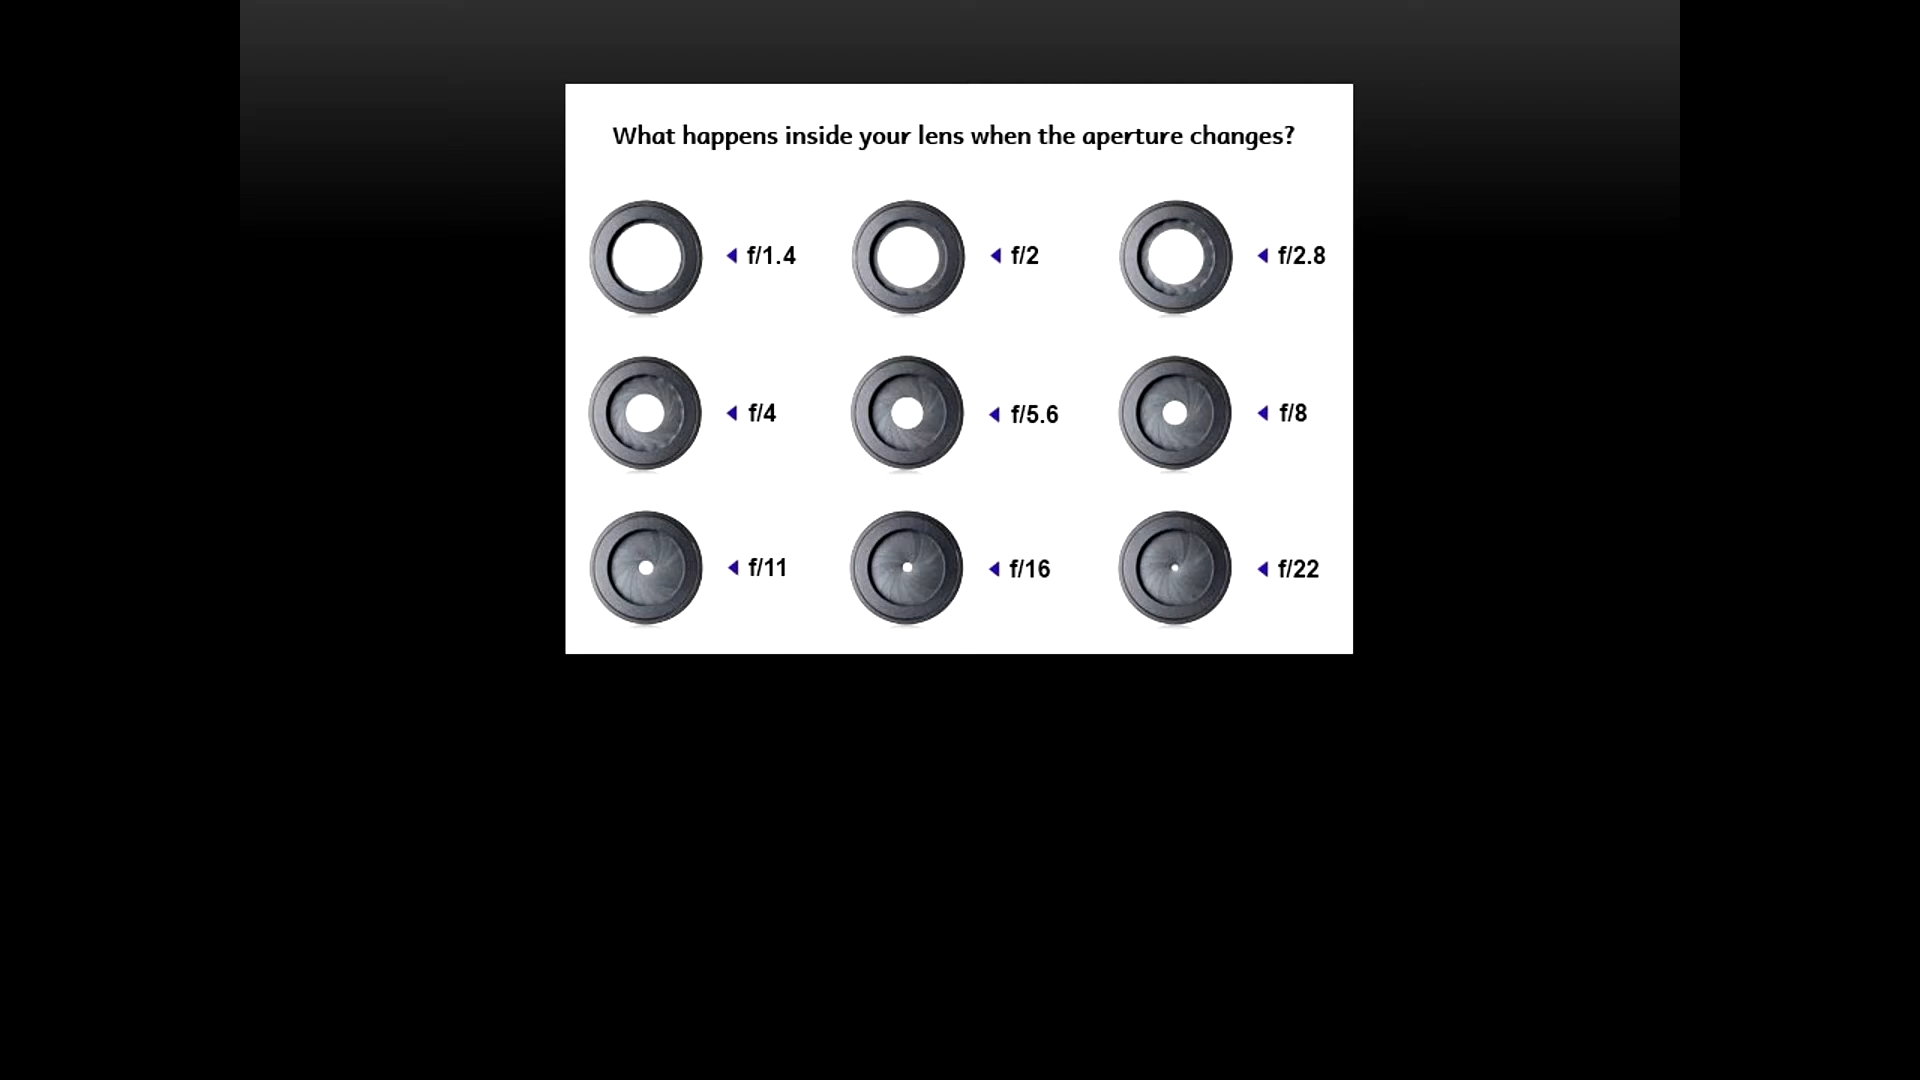 What happens inside your lens when the aperture changes?
f/1.4
f/2
f/2.8
f/4
f/5.6
f/8
f/11
f/16
f/22